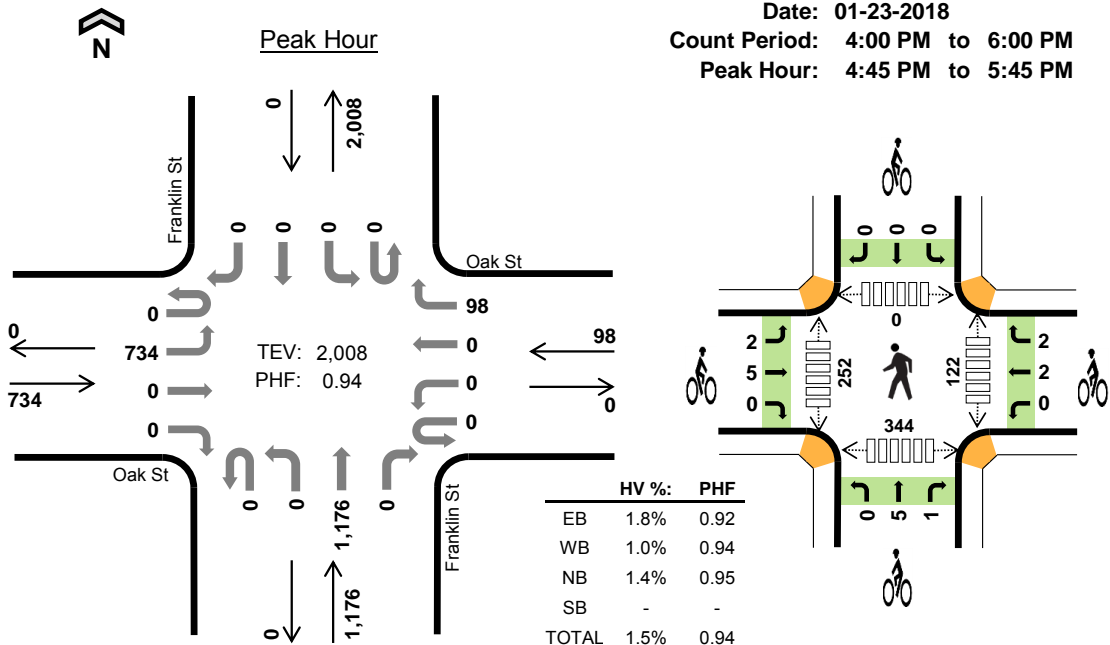 N
Peak Hour
Date: 01-23-2018
Count Period: 4:00 PM to 6:00 PM
Peak Hour: 4:45 PM to 5:45 PM
0
2,008
Franklin St
0 0 0 0
Oak St
0
734
0
0
0
734
TEV: 2,008
PHF: 0.94
98
0
0
0
98
0
Oak St
0 0 1,176 0
Franklin St
0
1,176
HV %: PHF
EB 1.8% 0.92
WB 1.0% 0.94
NB 1.4% 0.95
SB - -
TOTAL 1.5% 0.94
0 0 0
0
2
5
0
252
122
2
2
0
344
0 5 1